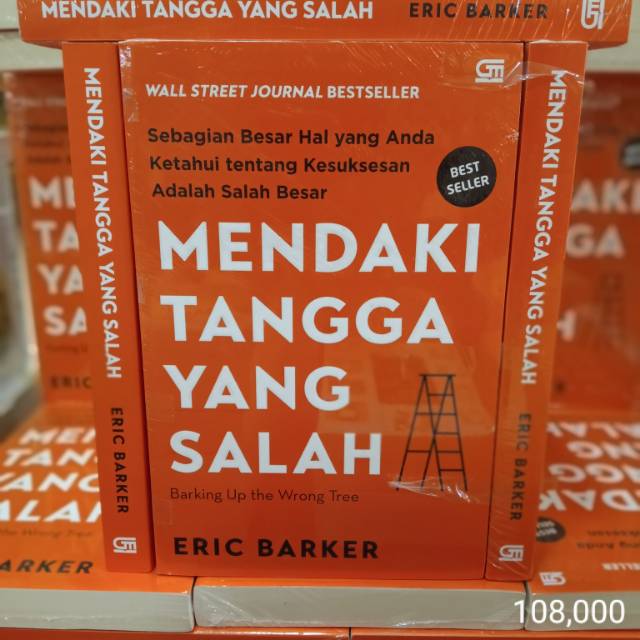 MENDAKI TANGGA YANG SALAH ERIC BARKER
MENDAKI TANGGA YANG SALAH ERIC BARKER
WALL STREET JOURNAL BESTSELLER
Sebagian Besar Hal yang Anda
Ketahui tentang Kesuksesan
Adalah Salah Besar
BEST
SELLER
MENDAKI
TANGGA
YANG
SALAH
Barking Up the Wrong Tree
ERIC BARKER
MENDAKI TANGGA YANG SALAH ERIC BARKER
108,000